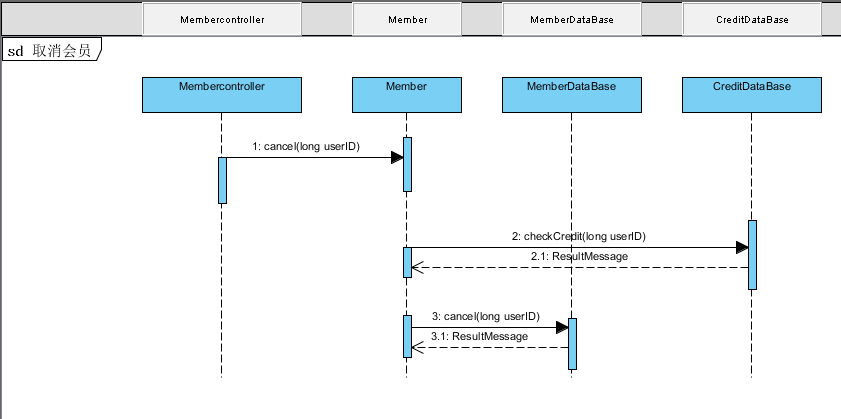 Membercontroller
Member
MemberDataBase
CreditDataBase
sd 取消会员
Membercontroller
Member
MemberDataBase
CreditDataBase
1: cancel(long userID)
2: checkCredit(long userID)
2.1: ResultMessage
3: cancel(long userID)
3.1: ResultMessage